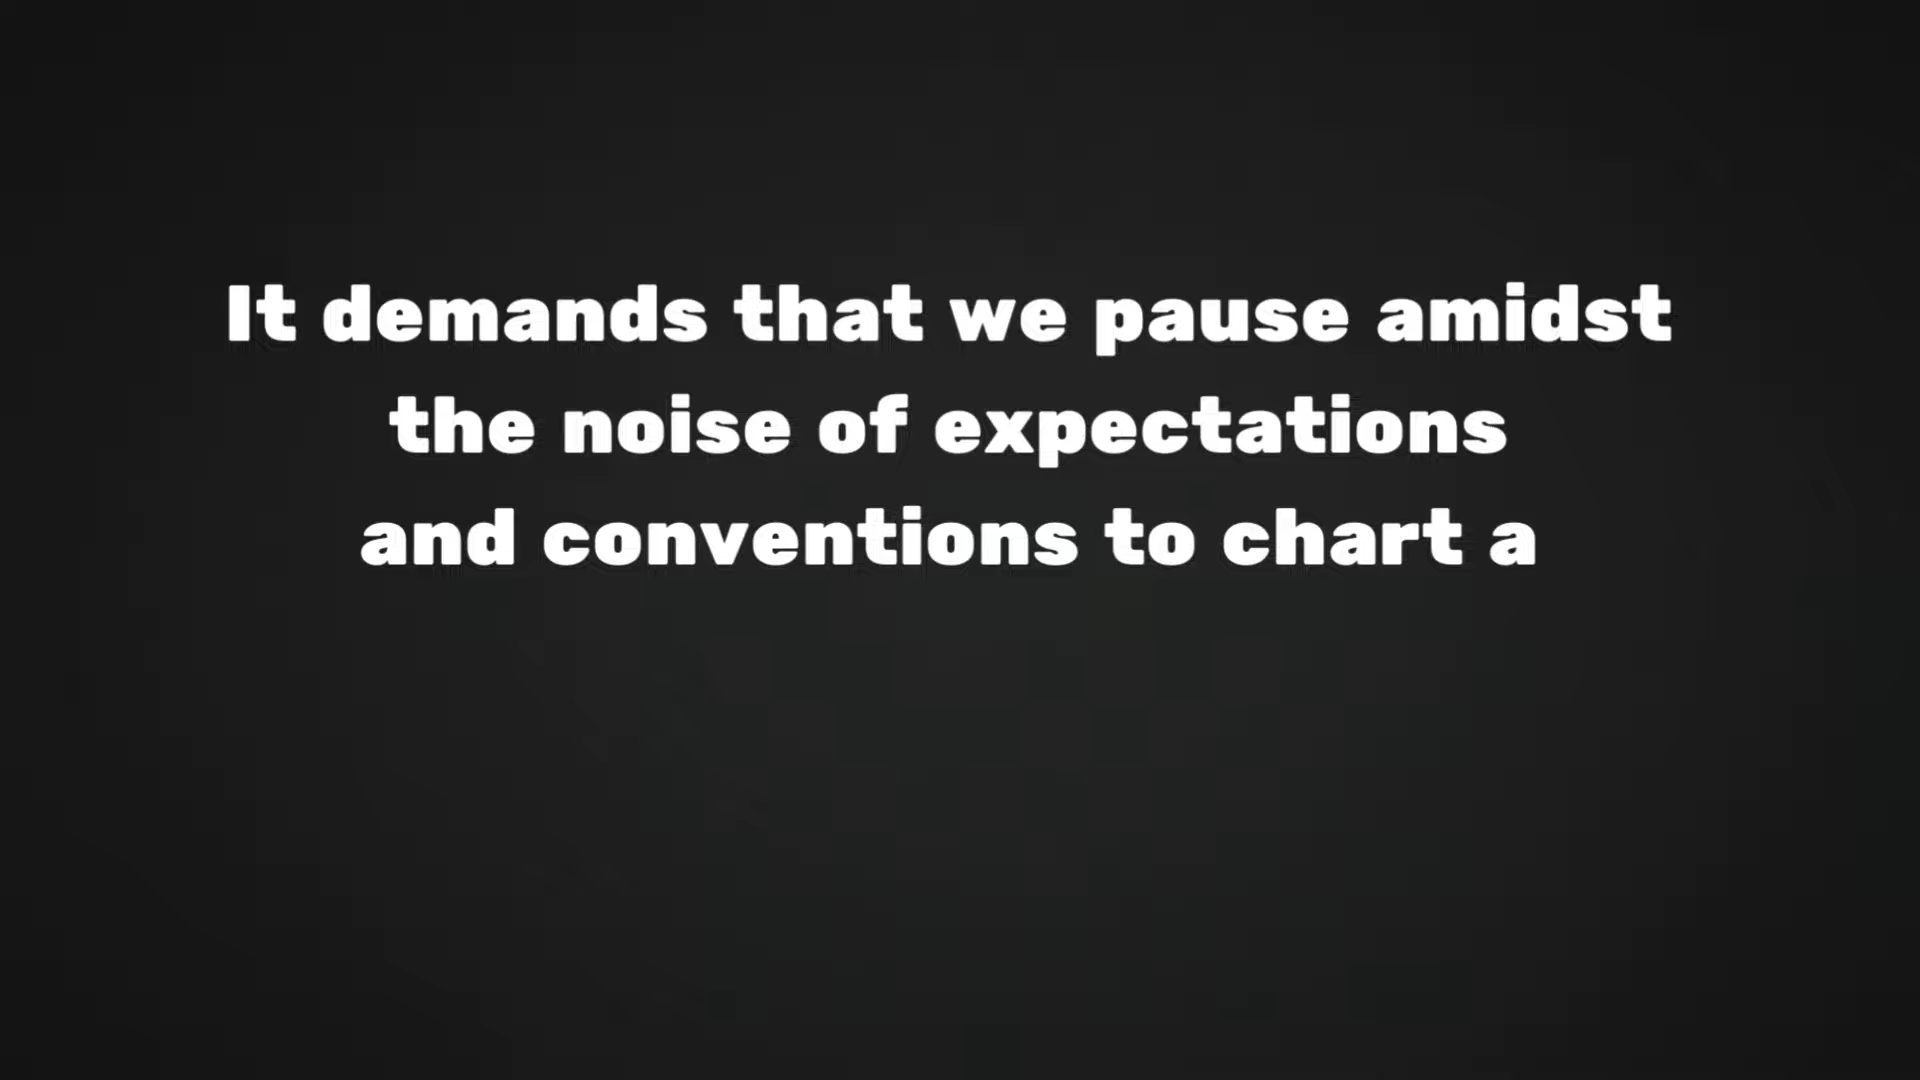 It demands that we pause amidst
the noise of expectations
and conventions to chart a